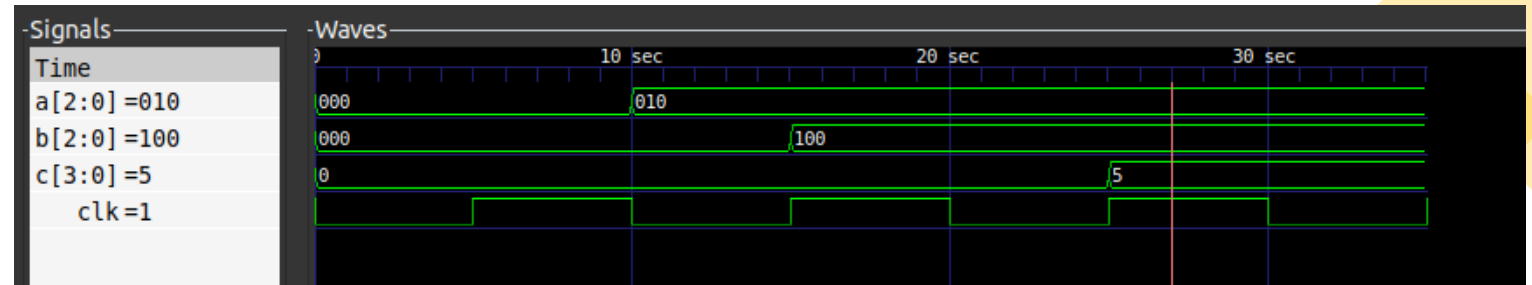 Signals
Waves
Time
0 10 sec 20 sec 30 sec
a[2:0] =010 000 010
b[2:0] =100 000 100
c[3:0] =5 0 5
clk =1